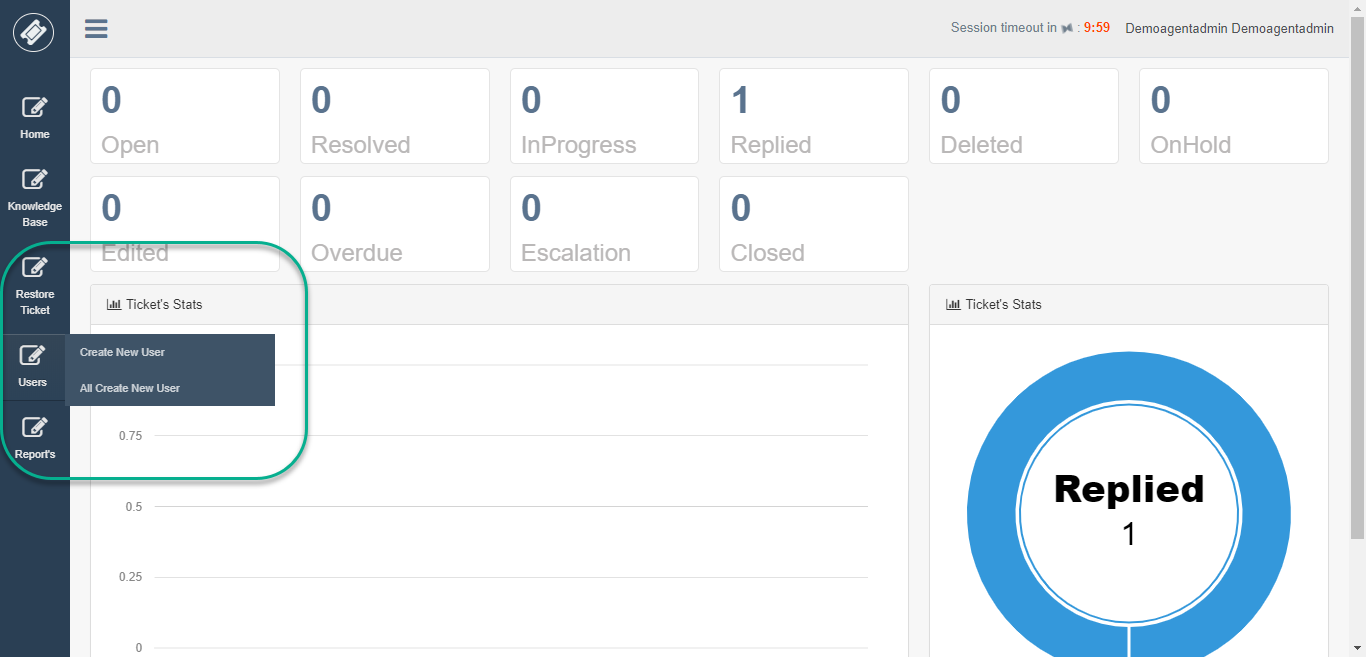 Session timeout in : 9:59 Demoagentadmin Demoagentadmin
Home
Knowledge
Base
Restore
Ticket
Users
Report's
Create New User
All Create New User
0
Open
0
Resolved
0
InProgress
1
Replied
0
Deleted
0
OnHold
0
Edited
0
Overdue
0
Escalation
0
Closed
Ticket's Stats
0.75
0.5
0.25
0
Ticket's Stats
Replied
1